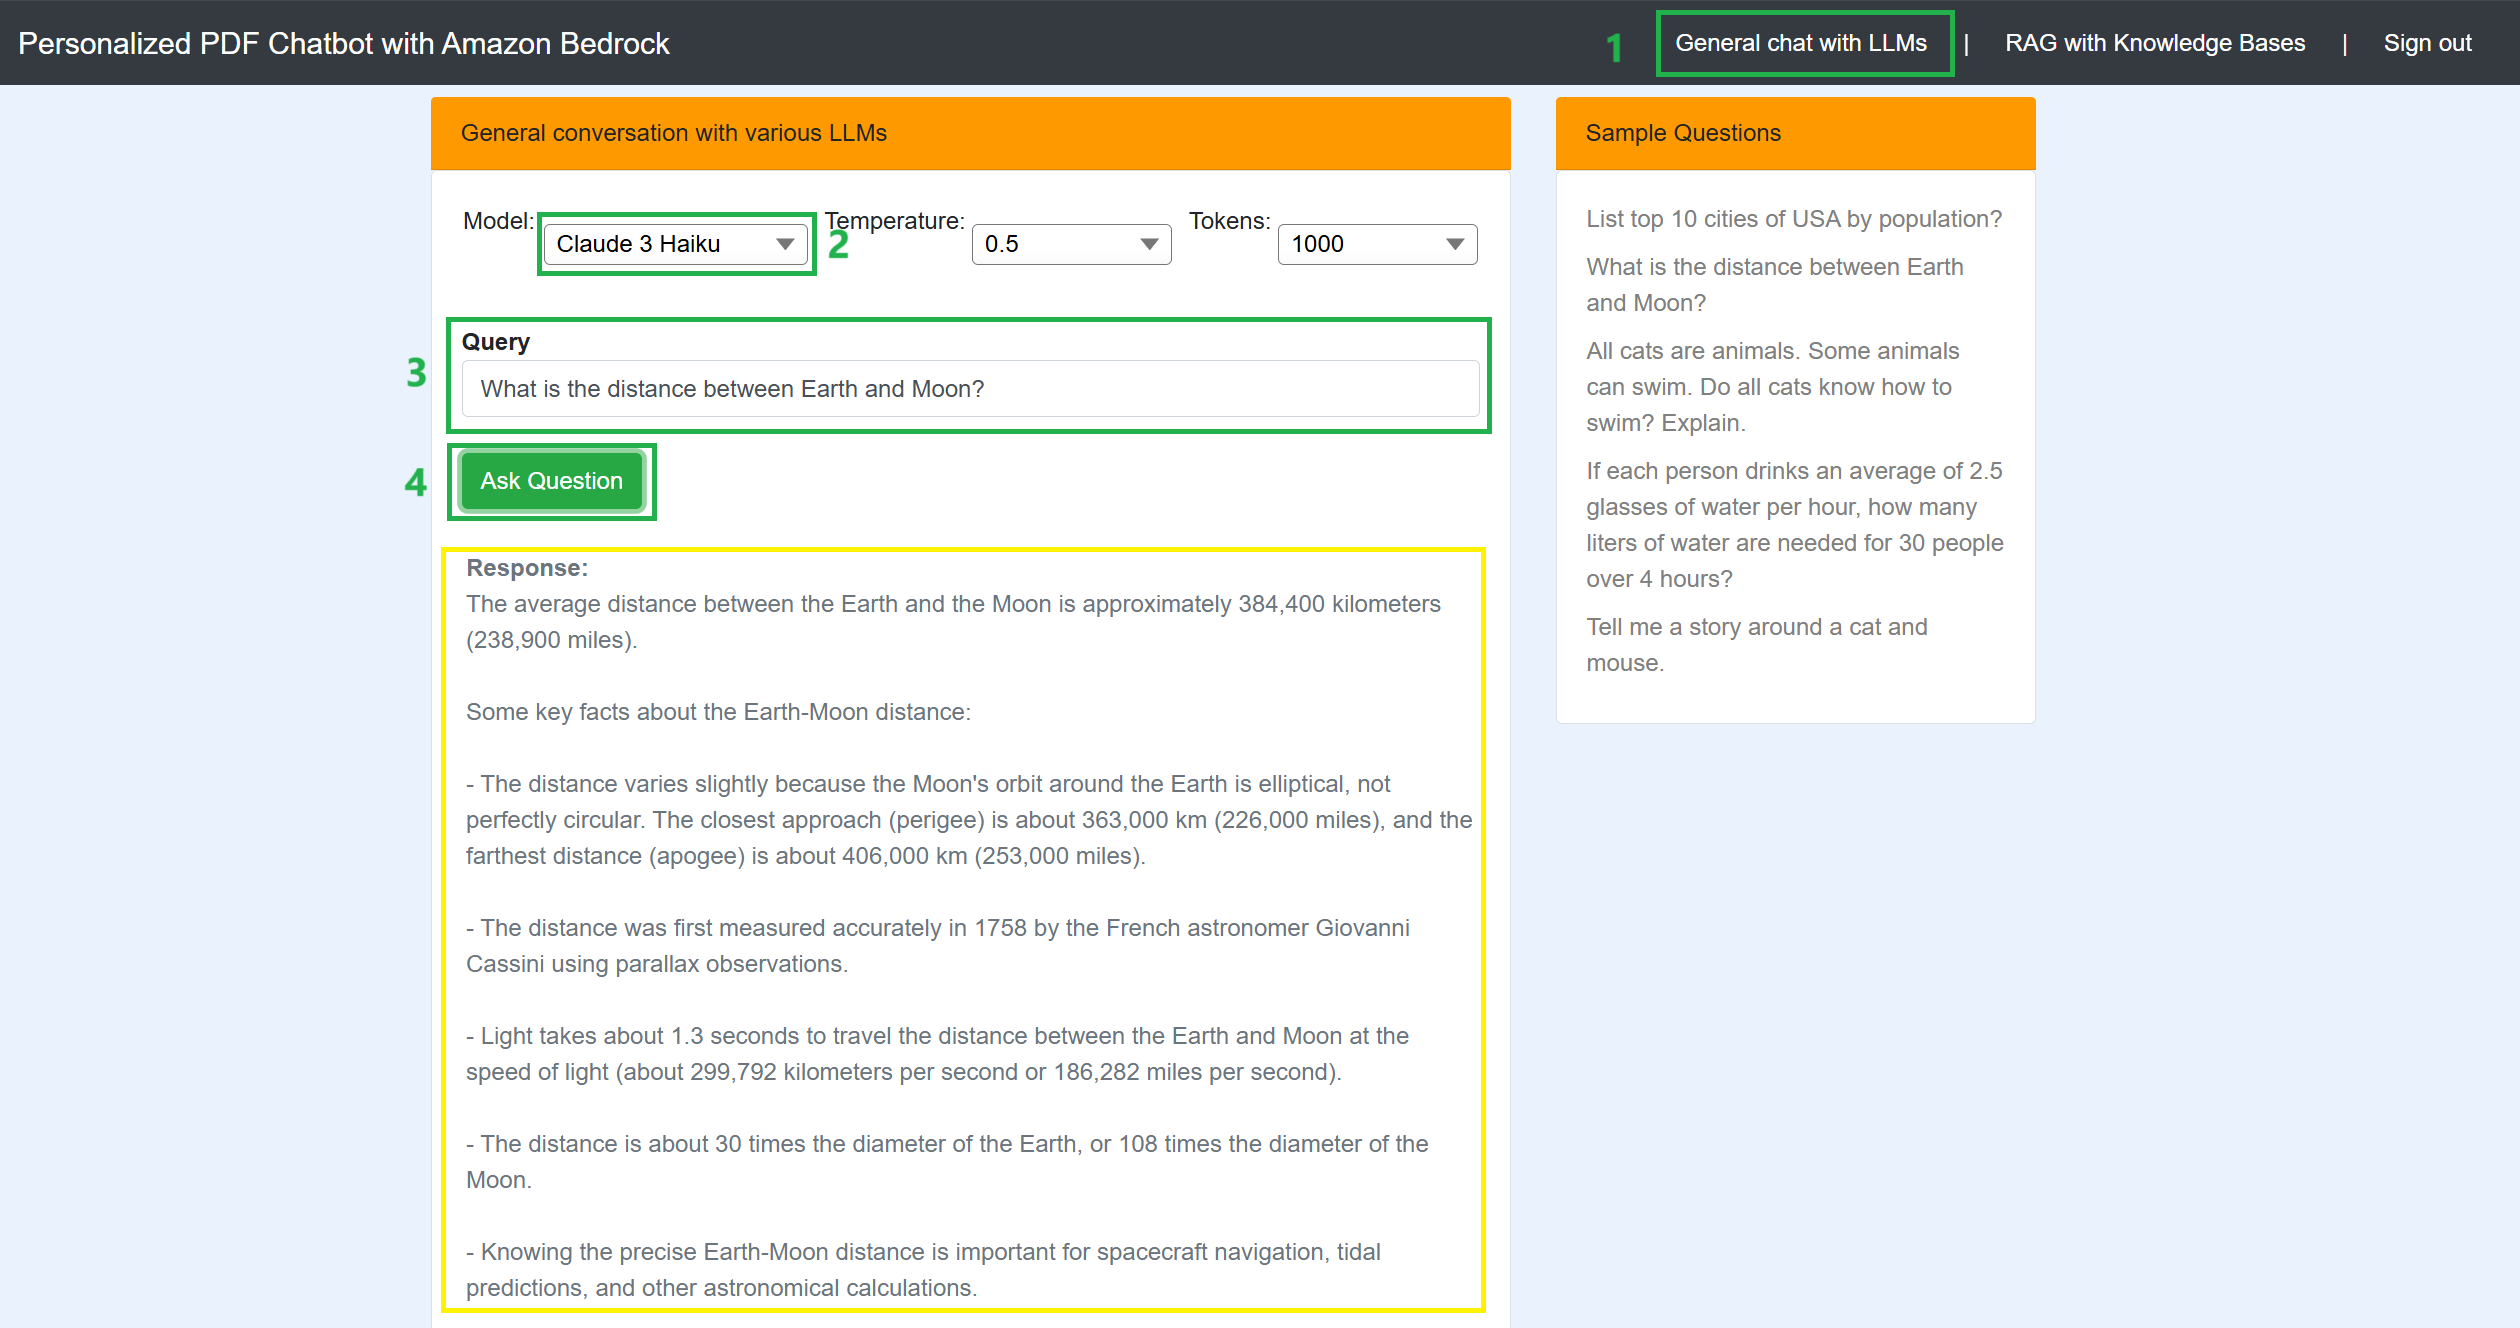 Personalized PDF Chatbot with Amazon Bedrock
1 General chat with LLMs | RAG with Knowledge Bases | Sign out
General conversation with various LLMs
Model: Claude 3 Haiku 2 Temperature: 0.5 Tokens: 1000
3 Query
What is the distance between Earth and Moon?
4 Ask Question
Response:
The average distance between the Earth and the Moon is approximately 384,400 kilometers
(238,900 miles).
Some key facts about the Earth-Moon distance:
- The distance varies slightly because the Moon's orbit around the Earth is elliptical, not
perfectly circular. The closest approach (perigee) is about 363,000 km (226,000 miles), and the
farthest distance (apogee) is about 406,000 km (253,000 miles).
- The distance was first measured accurately in 1758 by the French astronomer Giovanni
Cassini using parallax observations.
- Light takes about 1.3 seconds to travel the distance between the Earth and Moon at the
speed of light (about 299,792 kilometers per second or 186,282 miles per second).
- The distance is about 30 times the diameter of the Earth, or 108 times the diameter of the
Moon.
- Knowing the precise Earth-Moon distance is important for spacecraft navigation, tidal
predictions, and other astronomical calculations.
Sample Questions
List top 10 cities of USA by population?
What is the distance between Earth
and Moon?
All cats are animals. Some animals
can swim. Do all cats know how to
swim? Explain.
If each person drinks an average of 2.5
glasses of water per hour, how many
liters of water are needed for 30 people
over 4 hours?
Tell me a story around a cat and
mouse.